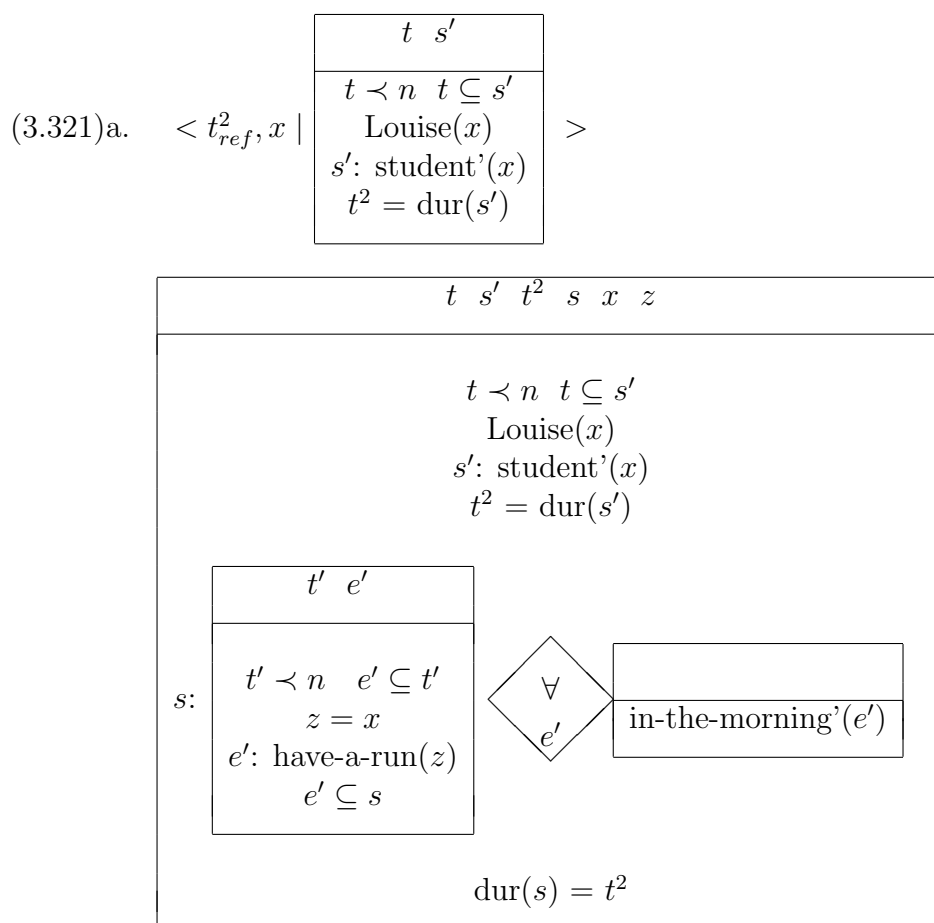 t s′
t ≺ n t ⊆ s′
(3.321)a. < t²_ref, x | Louise(x) >
s′: student’(x)
t² = dur(s′)
t s′ t² s x z
t ≺ n t ⊆ s′
Louise(x)
s′: student’(x)
t² = dur(s′)
t′ e′
t′ ≺ n e′ ⊆ t′
z = x
s: ∀
e′: have-a-run(z) e′ in-the-morning’(e′)
e′ ⊆ s
dur(s) = t²